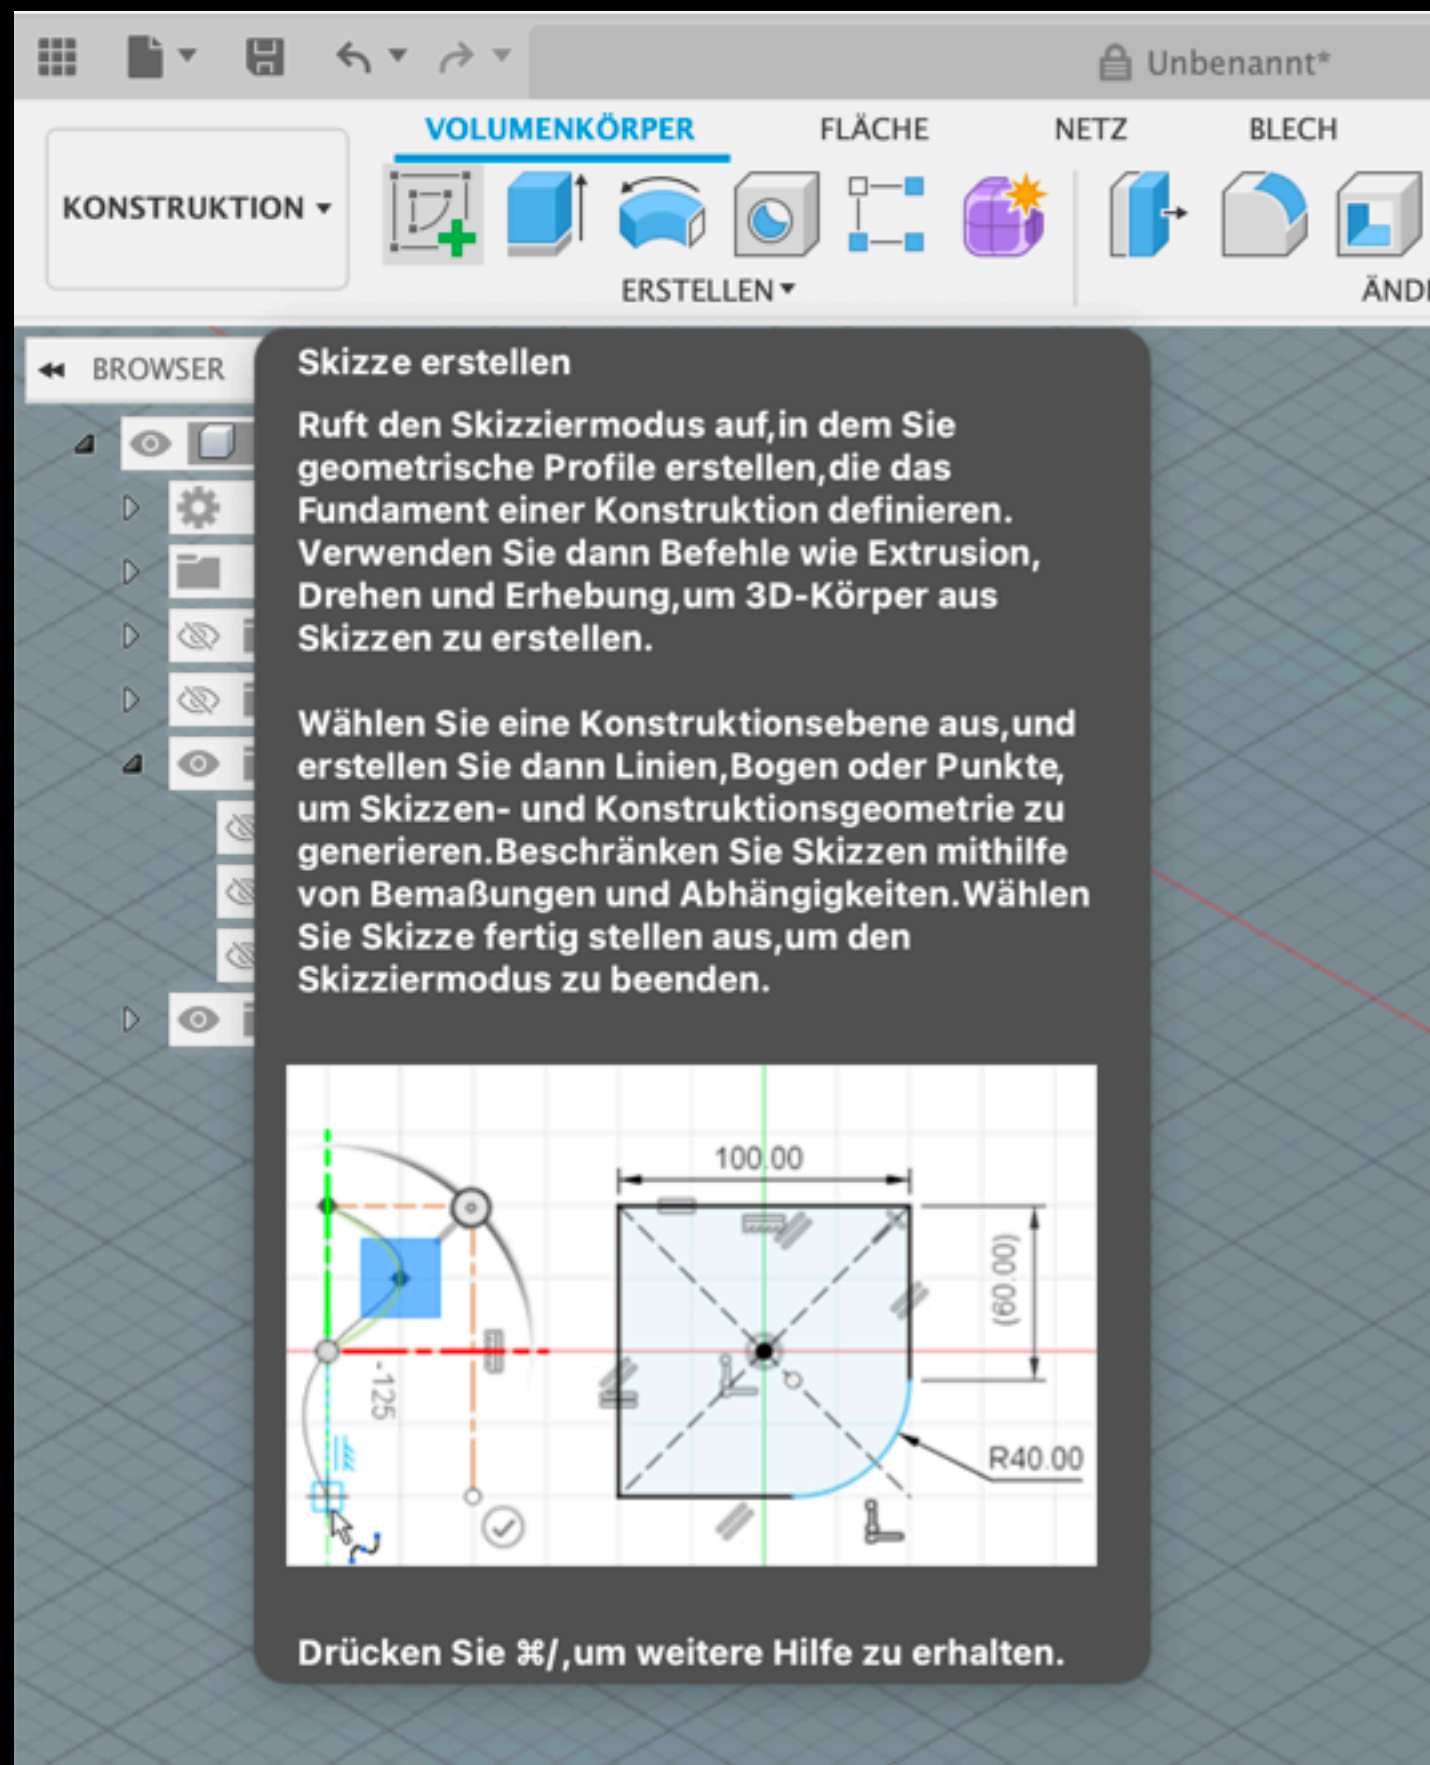 Unbenannt*
VOLUMENKÖRPER FLÄCHE NETZ BLECH
KONSTRUKTION
ERSTELLEN
BROWSER
Skizze erstellen
Ruft den Skizziermodus auf,in dem Sie
geometrische Profile erstellen,die das
Fundament einer Konstruktion definieren.
Verwenden Sie dann Befehle wie Extrusion,
Drehen und Erhebung,um 3D-Körper aus
Skizzen zu erstellen.
Wählen Sie eine Konstruktionsebene aus,und
erstellen Sie dann Linien,Bogen oder Punkte,
um Skizzen- und Konstruktionsgeometrie zu
generieren.Beschränken Sie Skizzen mithilfe
von Bemaßungen und Abhängigkeiten.Wählen
Sie Skizze fertig stellen aus,um den
Skizziermodus zu beenden.
100.00
(60.00)
-125
R40.00
Drücken Sie ⌘/,um weitere Hilfe zu erhalten.